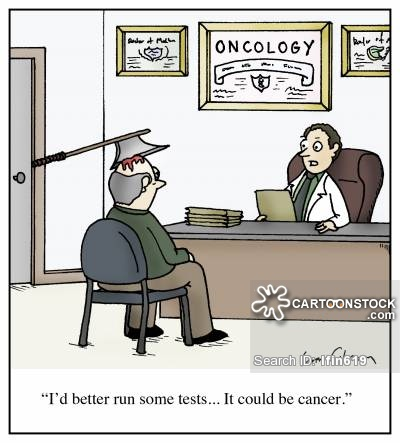 ONCOLOGY
CARTOONSTOCK
.com
Search ID: lfin619
“I’d better run some tests... It could be cancer.”